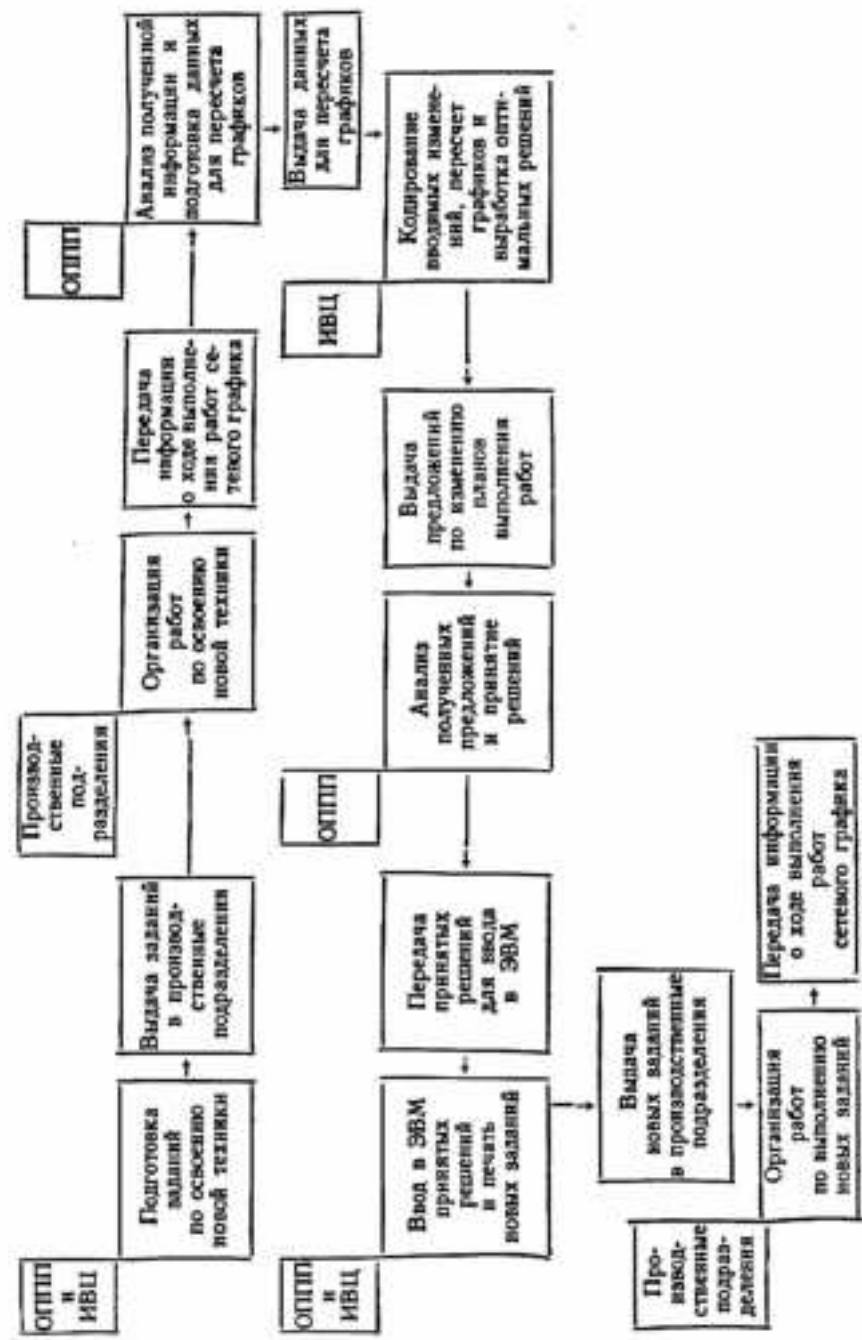 ОППП
и
ИВЦ
Подготовка
заданий
по освоению
новой техники
Выдача заданий
в производ-
ственные
подразделения
Производ-
ственные
под-
разделения
Организация
работ
по освоению
новой техники
Передача
информации
о ходе выполне-
ния работ се-
тевого графика
ОППП
Анализ полученной
информации и
подготовка данных
для пересчета
графиков
Выдача данных
для пересчета
графиков
ИВЦ
Кодирование
вводимых измене-
ний, пересчет
графиков и
выработка опти-
мальных решений
Выдача
предложений
по изменению
планов
выполнения
работ
ОППП
Анализ
полученных
предложений
и принятие
решений
Передача
принятых
решений
для ввода
в ЭВМ
ОППП
и
ИВЦ
Ввод в ЭВМ
принятых
решений
и печать
новых заданий
Выдача
новых заданий
в производственные
подразделения
Про-
извод-
ственные
подраз-
деления
Организация
работ
по выполнению
новых заданий
Передача информации
о ходе выполнения
работ
сетевого графика